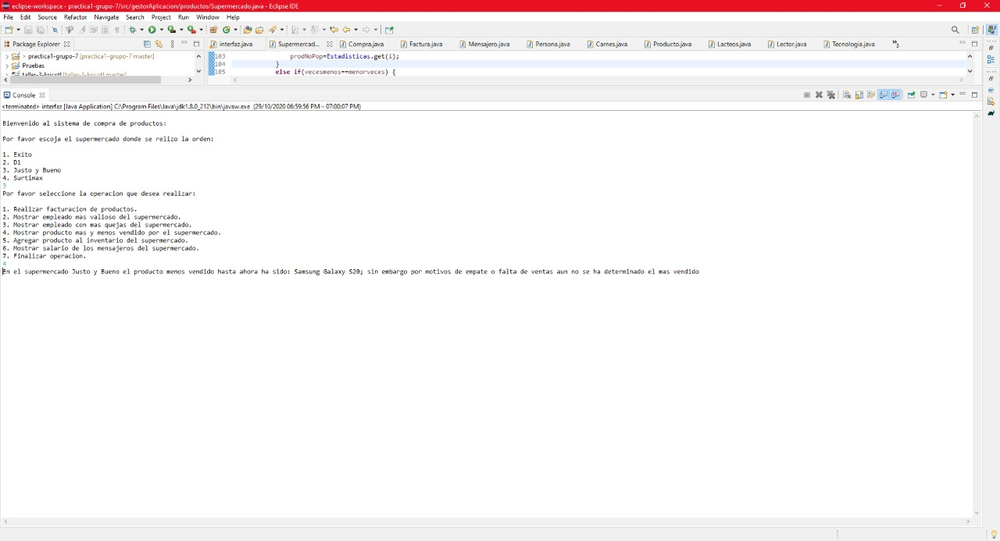 eclipse-workspace - practica1-grupo-7/src/gestorAplicacion/productos/Supermercado.java - Eclipse IDE
File Edit Source Refactor Navigate Search Project Run Window Help
Package Explorer
interfaz.java Supermercad... Compra.java Factura.java Mensajero.java Persona.java Carnes.java Producto.java Lacteos.java Lector.java Tecnologia.java »3
> practica1-grupo-7 [practica1-grupo-7 master]
Pruebas
taller-3-kricotl [taller-3-kricotl master]
103 prodNoPop=Estadisticas.get(i);
104 }
105 else if(vecesmenos==menorveces) {
Console
<terminated> interfaz [Java Application] C:\Program Files\Java\jdk1.8.0_212\bin\javaw.exe (29/10/2020 06:59:56 PM – 07:00:07 PM)
Bienvenido al sistema de compra de productos:
Por favor escoja el supermercado donde se relizo la orden:
1. Exito
2. D1
3. Justo y Bueno
4. Surtimax
3
Por favor seleccione la operacion que desea realizar:
1. Realizar facturacion de productos.
2. Mostrar empleado mas valioso del supermercado.
3. Mostrar empleado con mas quejas del supermercado.
4. Mostrar producto mas y menos vendido por el supermercado.
5. Agregar producto al inventario del supermercado.
6. Mostrar salario de los mensajeros del supermercado.
7. Finalizar operacion.
4
En el supermercado Justo y Bueno el producto menos vendido hasta ahora ha sido: Samsung Galaxy S20; sin embargo por motivos de empate o falta de ventas aun no se ha determinado el mas vendido